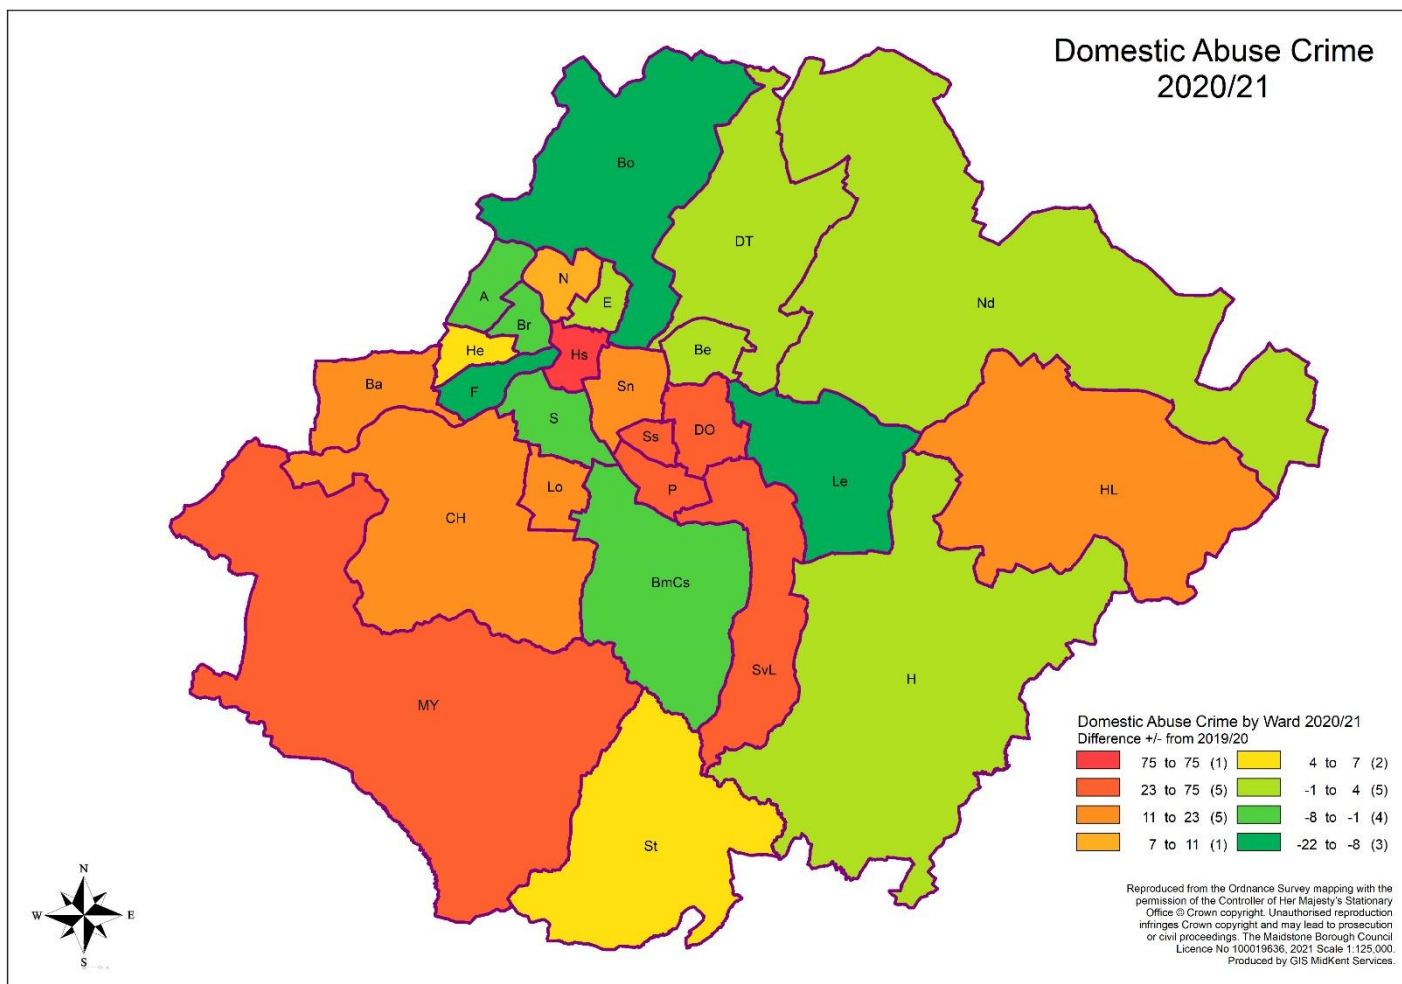 Domestic Abuse Crime
2020/21
Bo
DT
Nd
A
N
E
Br
He
Hs
Be
Ba
F
Sn
S
Ss
DO
Lo
P
Le
HL
CH
BmCs
SvL
H
MY
St
Domestic Abuse Crime by Ward 2020/21
Difference +/- from 2019/20
75 to 75 (1) 4 to 7 (2)
23 to 75 (5) -1 to 4 (5)
11 to 23 (5) -8 to -1 (4)
7 to 11 (1) -22 to -8 (3)
N
W E
S
Reproduced from the Ordnance Survey mapping with the
permission of the Controller of Her Majesty's Stationary
Office © Crown copyright. Unauthorised reproduction
infringes Crown copyright and may lead to prosecution
or civil proceedings. The Maidstone Borough Council
Licence No 100019636, 2021 Scale 1:125,000.
Produced by GIS MidKent Services.